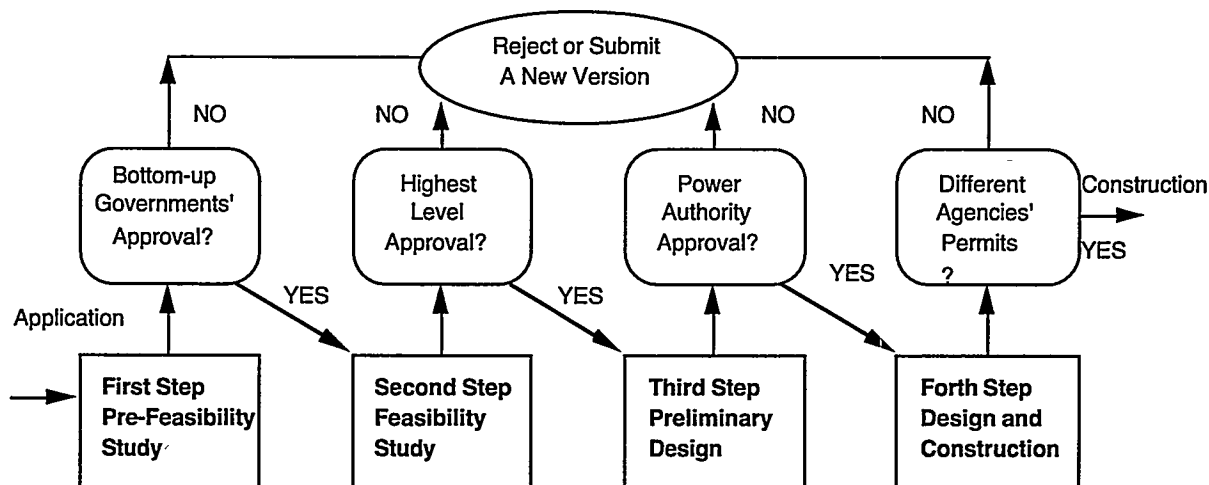 Reject or Submit
A New Version
NO
NO
NO
NO
Bottom-up
Governments'
Approval?
Highest
Level
Approval?
Power
Authority
Approval?
Different
Agencies'
Permits
?
Construction
YES
YES
YES
YES
Application
First Step
Pre-Feasibility
Study
Second Step
Feasibility
Study
Third Step
Preliminary
Design
Forth Step
Design and
Construction